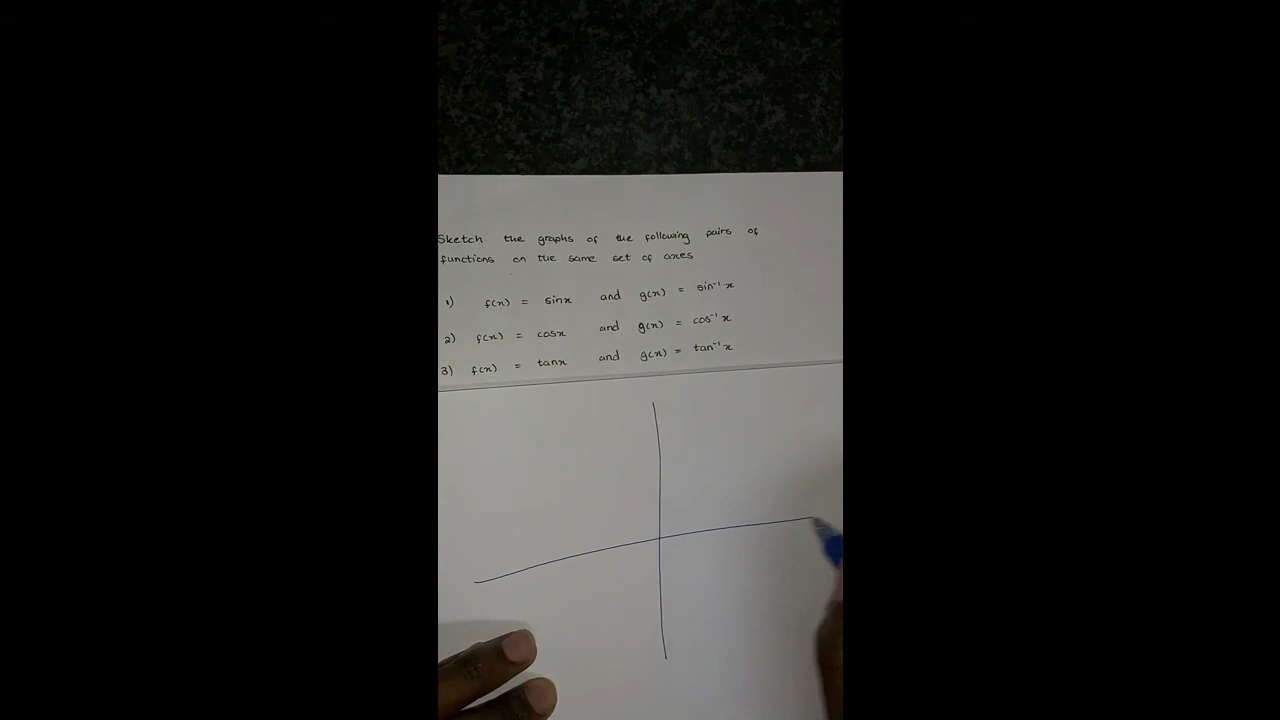 Sketch the graphs of the following pairs of
functions on the same set of axes
1) f(x) = sinx and g(x) = sin⁻¹x
2) f(x) = cosx and g(x) = cos⁻¹x
3) f(x) = tanx and g(x) = tan⁻¹x